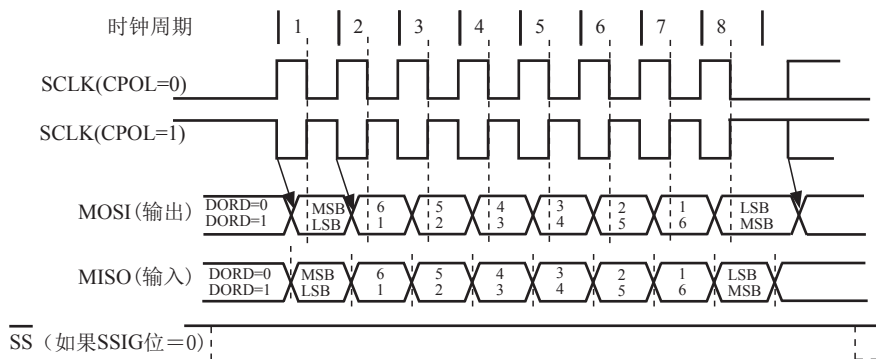 时钟周期 1 2 3 4 5 6 7 8
SCLK(CPOL=0)
SCLK(CPOL=1)
MOSI(输出) DORD=0 MSB 6 5 4 3 2 1 LSB
DORD=1 LSB 1 2 3 4 5 6 MSB
MISO(输入) DORD=0 MSB 6 5 4 3 2 1 LSB
DORD=1 LSB 1 2 3 4 5 6 MSB
SS（如果SSIG位＝0）